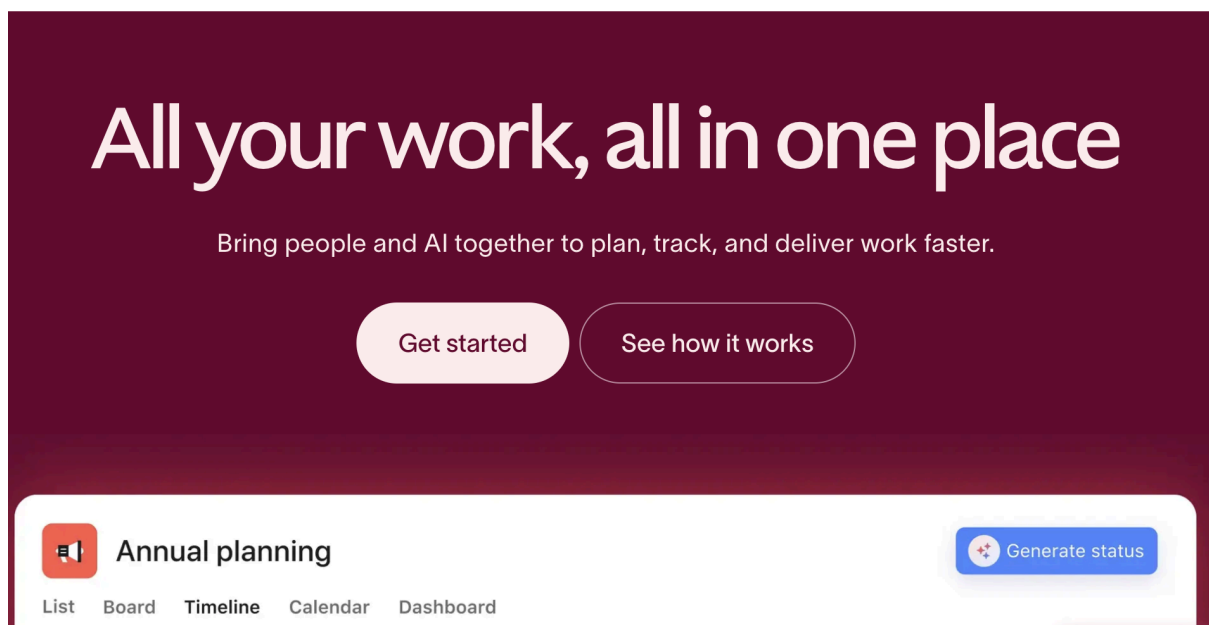 All your work, all in one place
Bring people and AI together to plan, track, and deliver work faster.
Get started
See how it works
Annual planning
Generate status
List Board Timeline Calendar Dashboard